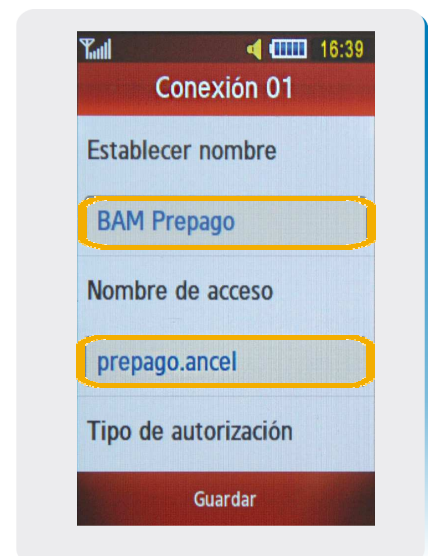 16:39
Conexión 01
Establecer nombre
BAM Prepago
Nombre de acceso
prepago.ancel
Tipo de autorización
Guardar